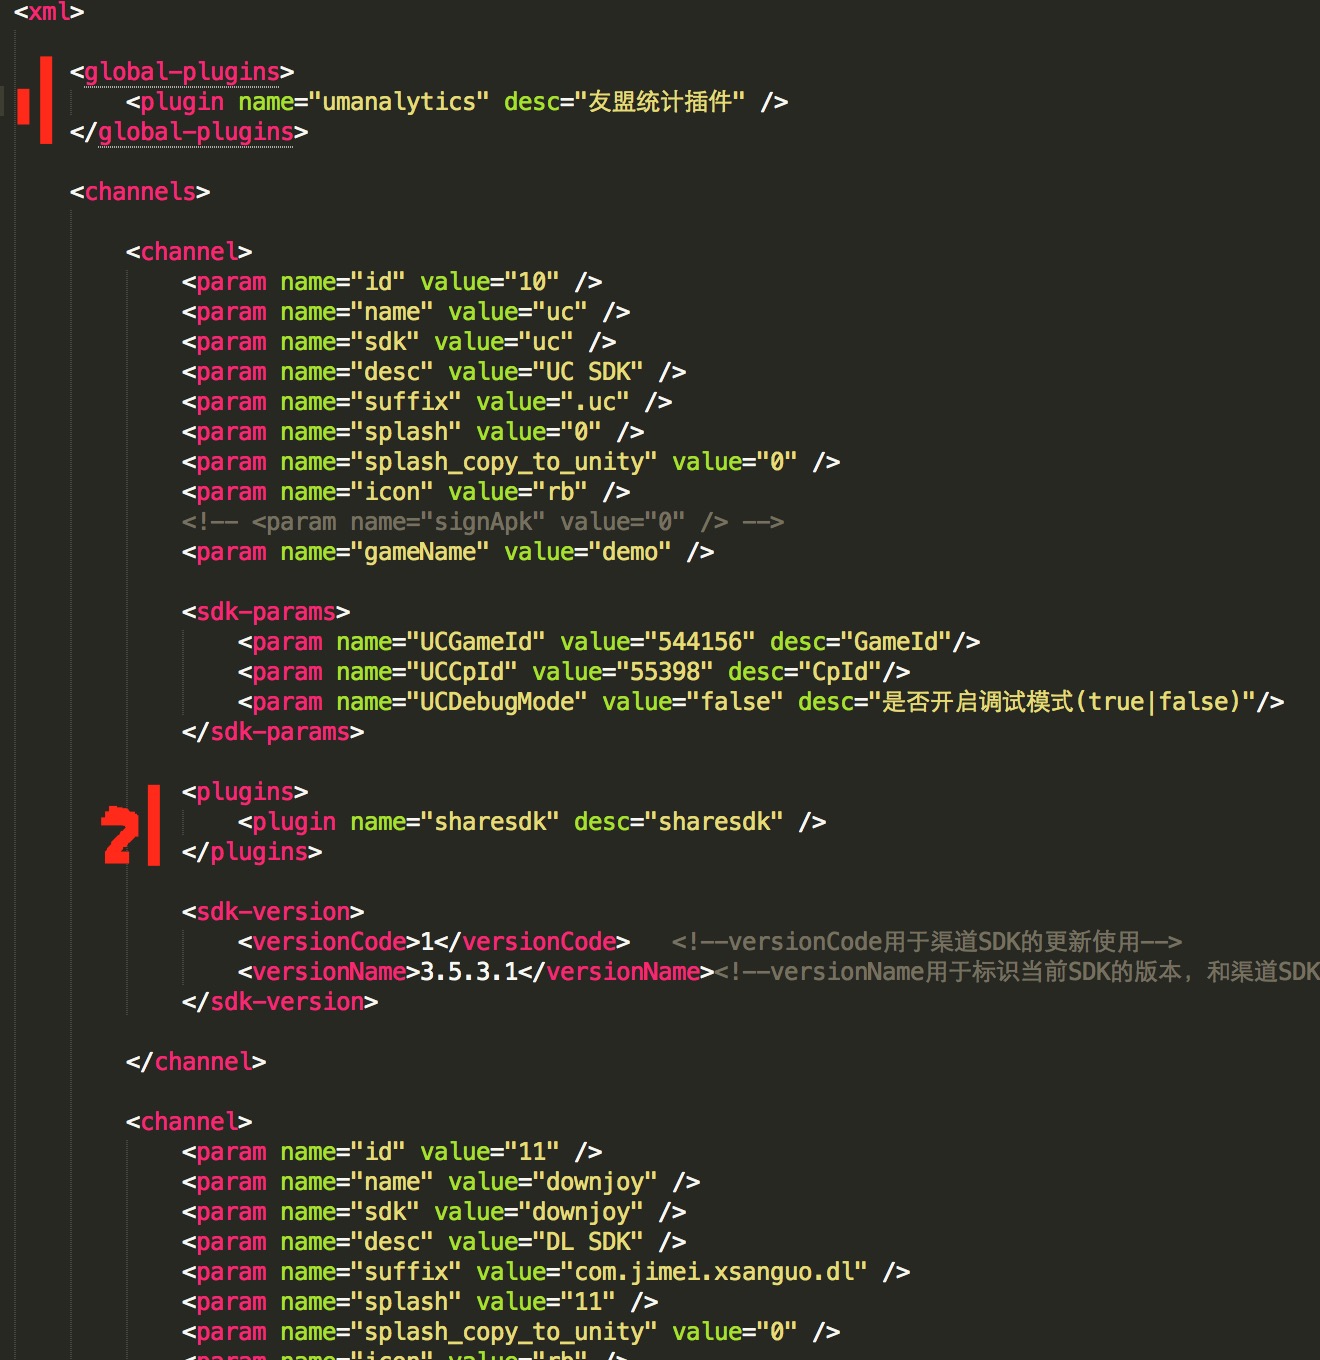 <xml>
<global-plugins>
<plugin name="umanalytics" desc="友盟统计插件" />
</global-plugins>
<channels>
<channel>
<param name="id" value="10" />
<param name="name" value="uc" />
<param name="sdk" value="uc" />
<param name="desc" value="UC SDK" />
<param name="suffix" value=".uc" />
<param name="splash" value="0" />
<param name="splash_copy_to_unity" value="0" />
<param name="icon" value="rb" />
<!-- <param name="signApk" value="0" /> -->
<param name="gameName" value="demo" />
<sdk-params>
<param name="UCGameId" value="544156" desc="GameId"/>
<param name="UCCpId" value="55398" desc="CpId"/>
<param name="UCDebugMode" value="false" desc="是否开启调试模式(true|false)"/>
</sdk-params>
<plugins>
2 <plugin name="sharesdk" desc="sharesdk" />
</plugins>
<sdk-version>
<versionCode>1</versionCode> <!--versionCode用于渠道SDK的更新使用-->
<versionName>3.5.3.1</versionName><!--versionName用于标识当前SDK的版本，和渠道SDK
</sdk-version>
</channel>
<channel>
<param name="id" value="11" />
<param name="name" value="downjoy" />
<param name="sdk" value="downjoy" />
<param name="desc" value="DL SDK" />
<param name="suffix" value="com.jimei.xsanguo.dl" />
<param name="splash" value="11" />
<param name="splash_copy_to_unity" value="0" />
<param name="icon" value="rb" />